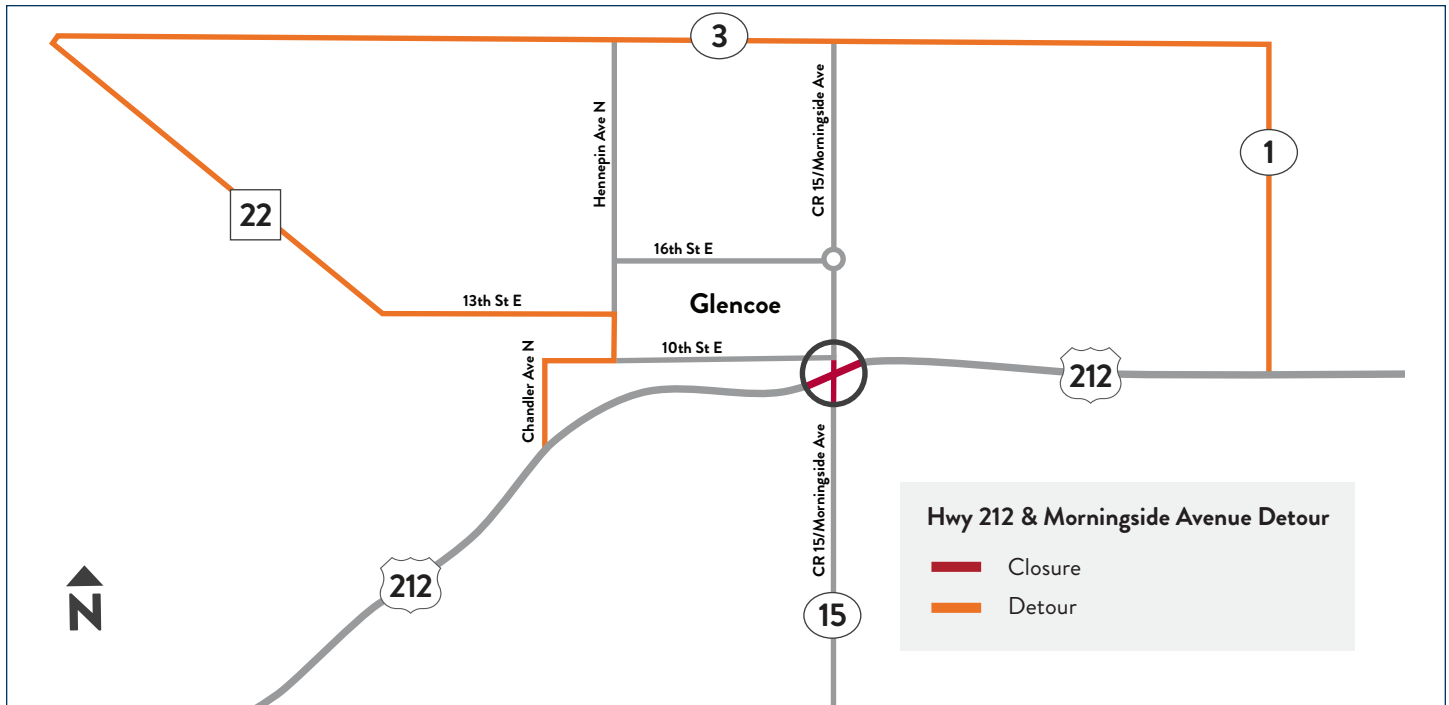 3
Hennepin Ave N
CR 15/Morningside Ave
1
22
16th St E
13th St E
Glencoe
10th St E
Chandler Ave N
212
CR 15/Morningside Ave
Hwy 212 & Morningside Avenue Detour
Closure
Detour
212
N
15